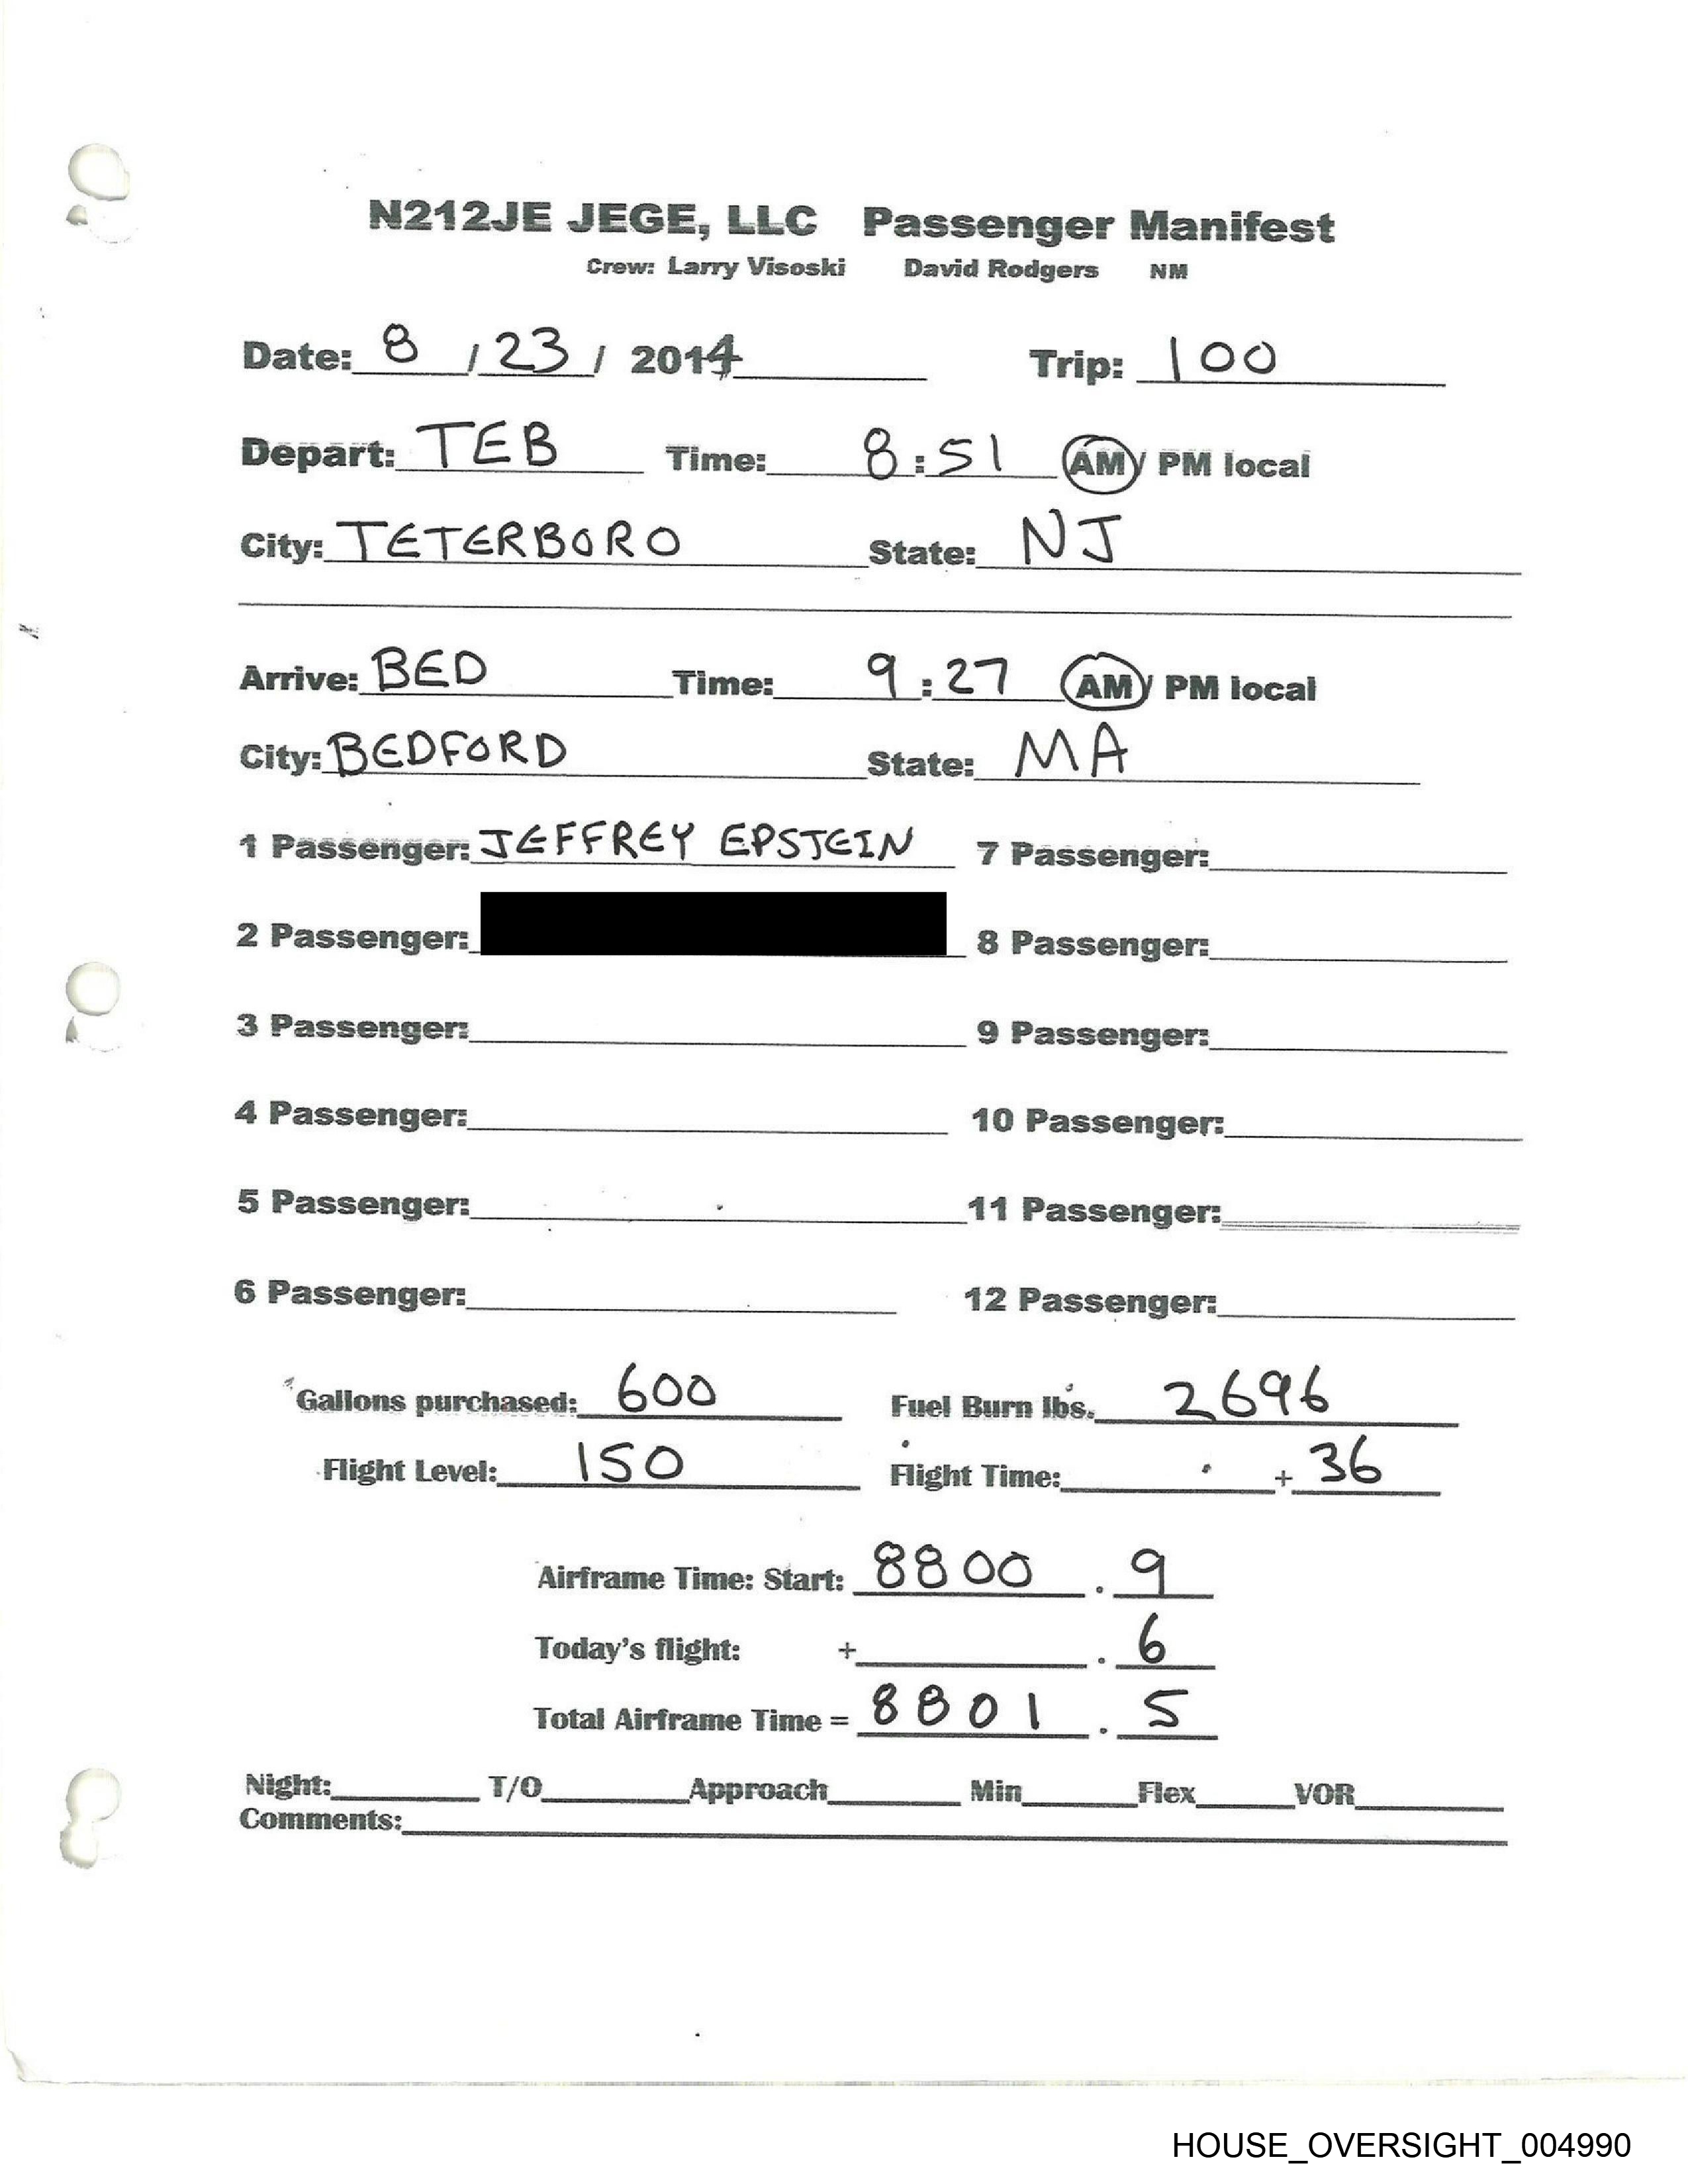 N212JE JEGE, LLC Passenger Manifest
Crew: Larry Visoski David Rodgers NM
Date: 8 / 23 / 2014 Trip: 100
Depart: TEB Time: 8:51 AM/ PM local
City: TETERBORO State: NJ
Arrive: BED Time: 9:27 AM/ PM local
City: BEDFORD State: MA
1 Passenger: JEFFREY EPSTEIN 7 Passenger:
2 Passenger: 8 Passenger:
3 Passenger: 9 Passenger:
4 Passenger: 10 Passenger:
5 Passenger: 11 Passenger:
6 Passenger: 12 Passenger:
Gallons purchased: 600 Fuel Burn lbs. 2696
Flight Level: 150 Flight Time: + 36
Airframe Time: Start: 8800 . 9
Today's flight: + . 6
Total Airframe Time = 8801 . 5
Night: T/O Approach Min Flex VOR
Comments:
HOUSE_OVERSIGHT_004990